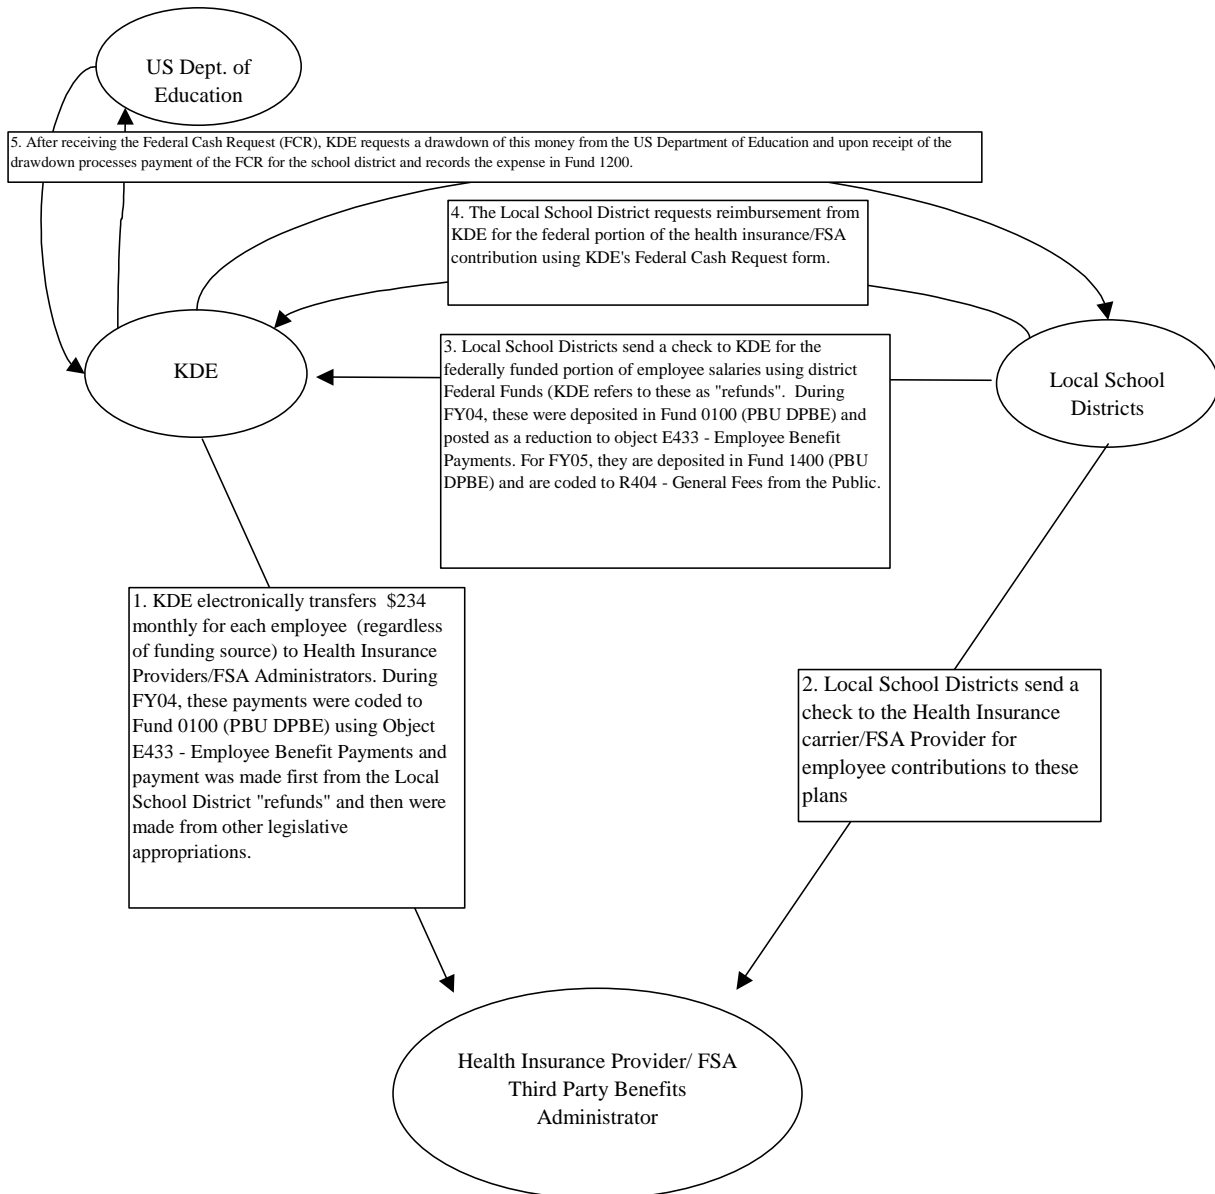 US Dept. of
Education
5. After receiving the Federal Cash Request (FCR), KDE requests a drawdown of this money from the US Department of Education and upon receipt of the
drawdown processes payment of the FCR for the school district and records the expense in Fund 1200.
4. The Local School District requests reimbursement from
KDE for the federal portion of the health insurance/FSA
contribution using KDE's Federal Cash Request form.
KDE
3. Local School Districts send a check to KDE for the
federally funded portion of employee salaries using district
Federal Funds (KDE refers to these as "refunds". During
FY04, these were deposited in Fund 0100 (PBU DPBE) and
posted as a reduction to object E433 - Employee Benefit
Payments. For FY05, they are deposited in Fund 1400 (PBU
DPBE) and are coded to R404 - General Fees from the Public.
Local School
Districts
1. KDE electronically transfers $234
monthly for each employee (regardless
of funding source) to Health Insurance
Providers/FSA Administrators. During
FY04, these payments were coded to
Fund 0100 (PBU DPBE) using Object
E433 - Employee Benefit Payments and
payment was made first from the Local
School District "refunds" and then were
made from other legislative
appropriations.
2. Local School Districts send a
check to the Health Insurance
carrier/FSA Provider for
employee contributions to these
plans
Health Insurance Provider/ FSA
Third Party Benefits
Administrator